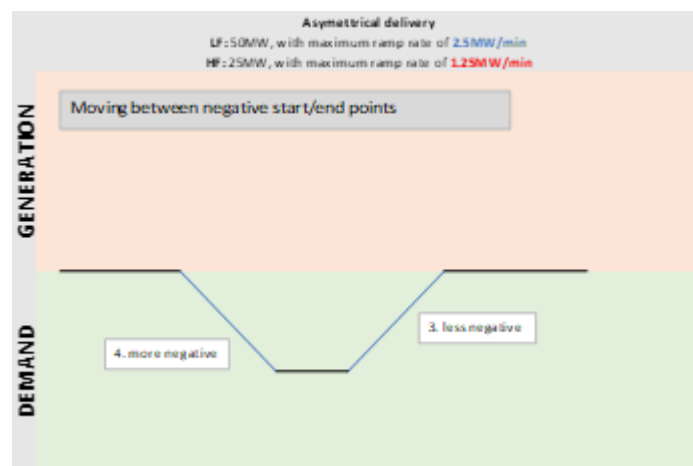 Asymettrical delivery
LF: 50MW, with maximum ramp rate of 2.5MW/min
HF: 25MW, with maximum ramp rate of 1.25MW/min
GENERATION
Moving between negative start/end points
3. less negative
4. more negative
DEMAND